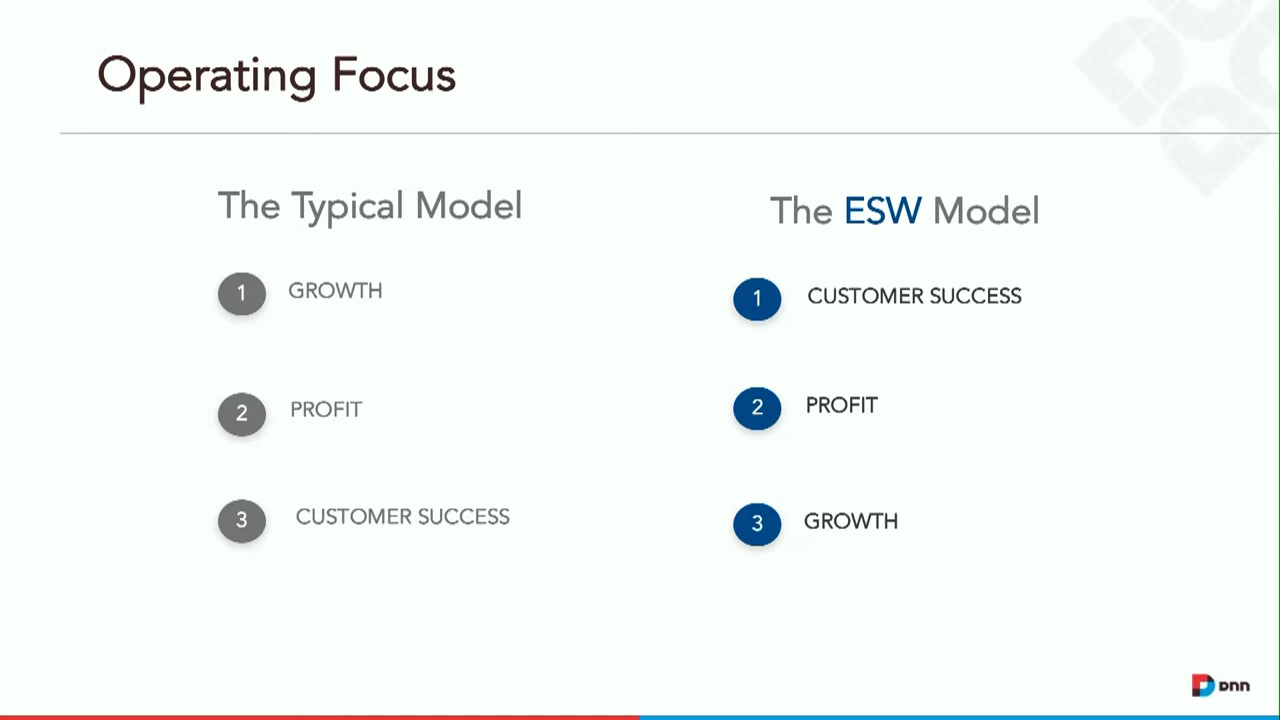 Operating Focus
The Typical Model
1 GROWTH
2 PROFIT
3 CUSTOMER SUCCESS
The ESW Model
1 CUSTOMER SUCCESS
2 PROFIT
3 GROWTH
DNN